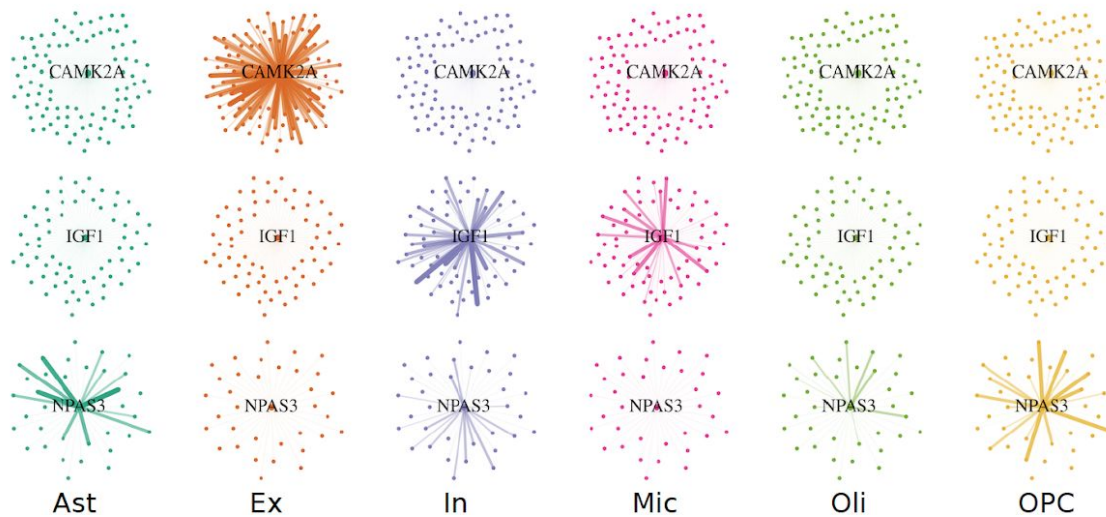 CAMK2A CAMK2A CAMK2A CAMK2A CAMK2A CAMK2A
IGF1 IGF1 IGF1 IGF1 IGF1 IGF1
NPAS3 NPAS3 NPAS3 NPAS3 NPAS3 NPAS3
Ast Ex In Mic Oli OPC